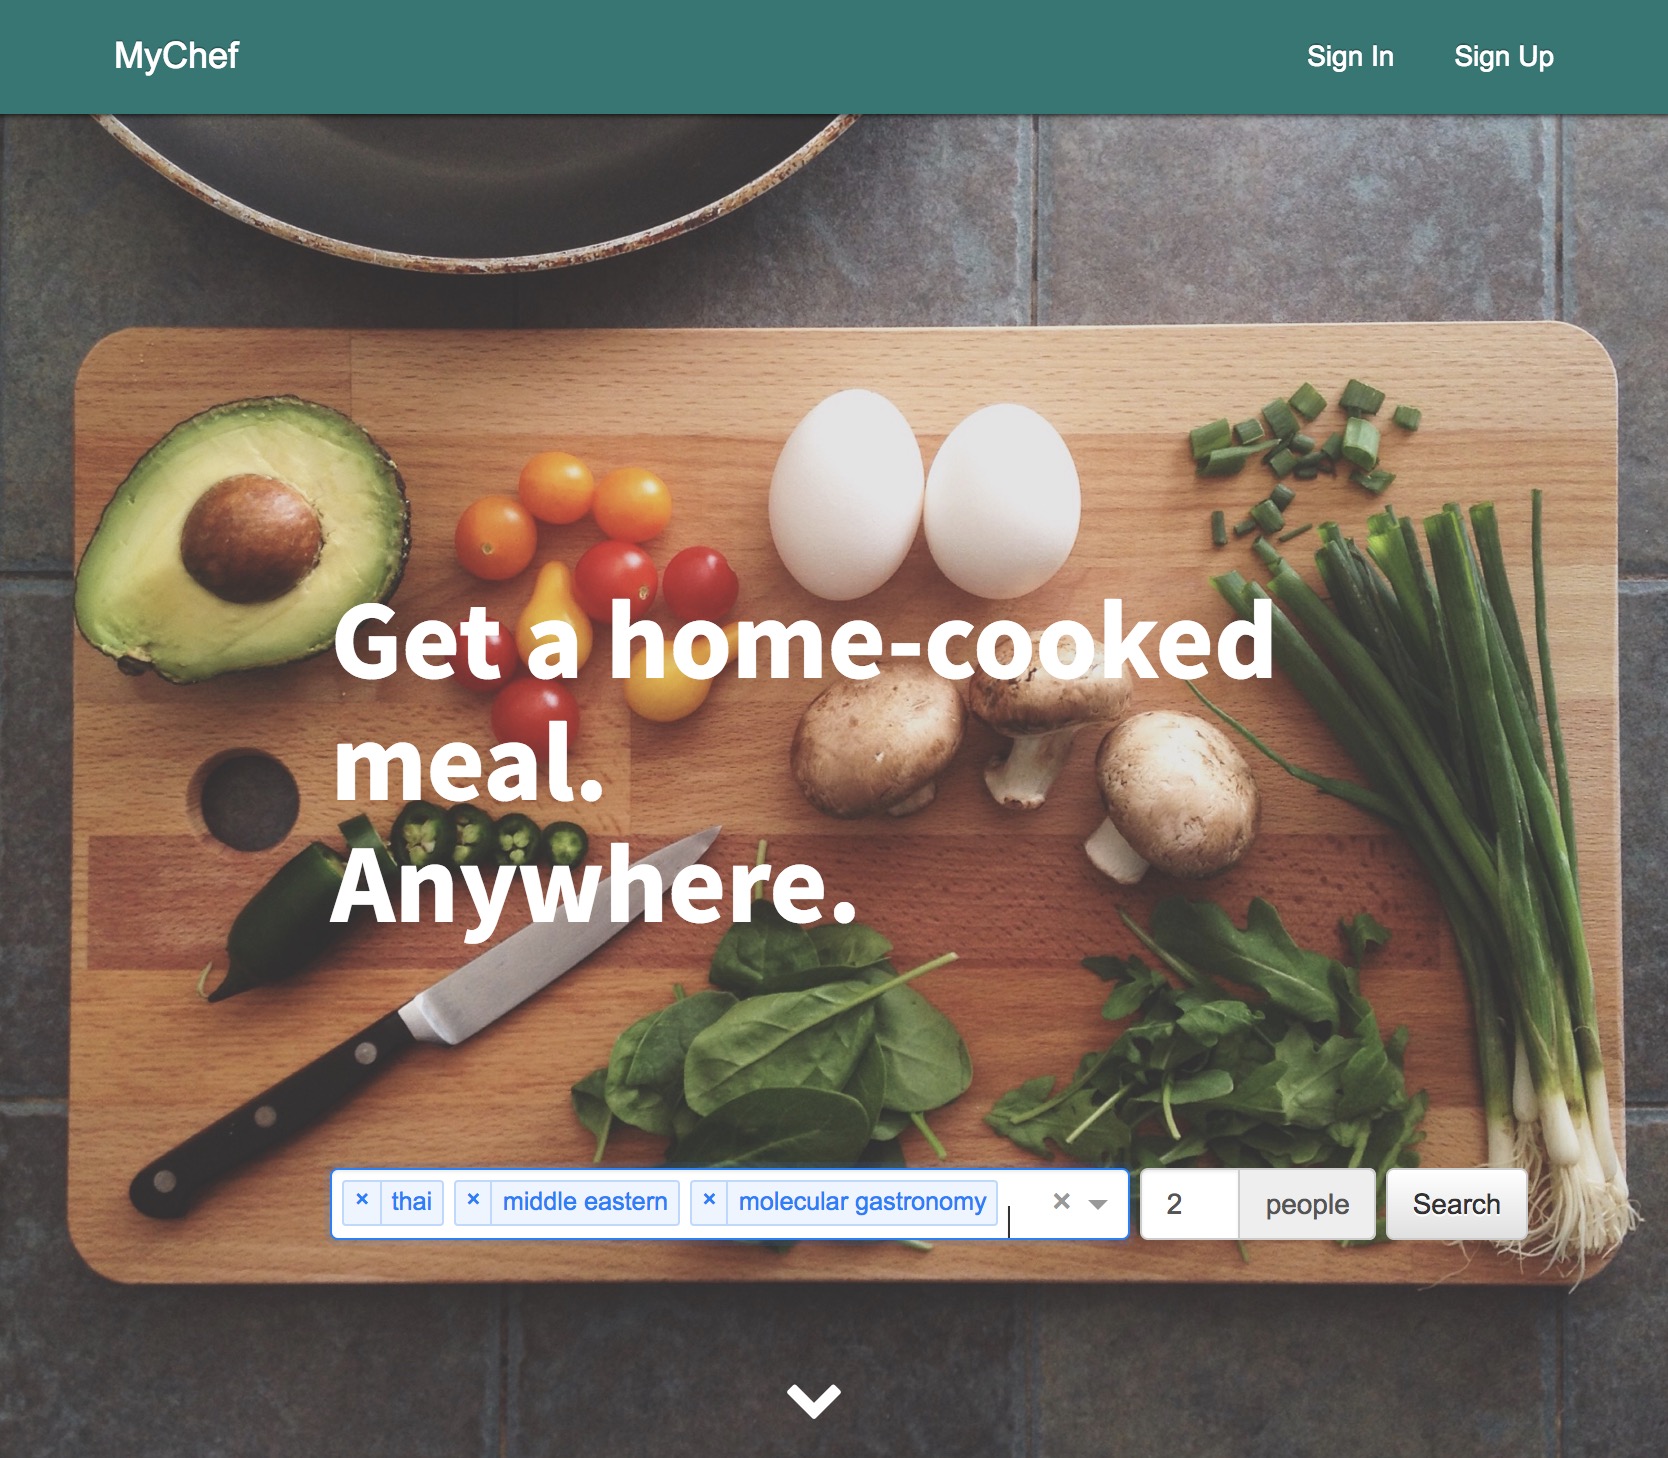 MyChef
Sign In
Sign Up
Get a home-cooked
meal.
Anywhere.
× thai × middle eastern × molecular gastronomy ×
2 people
Search